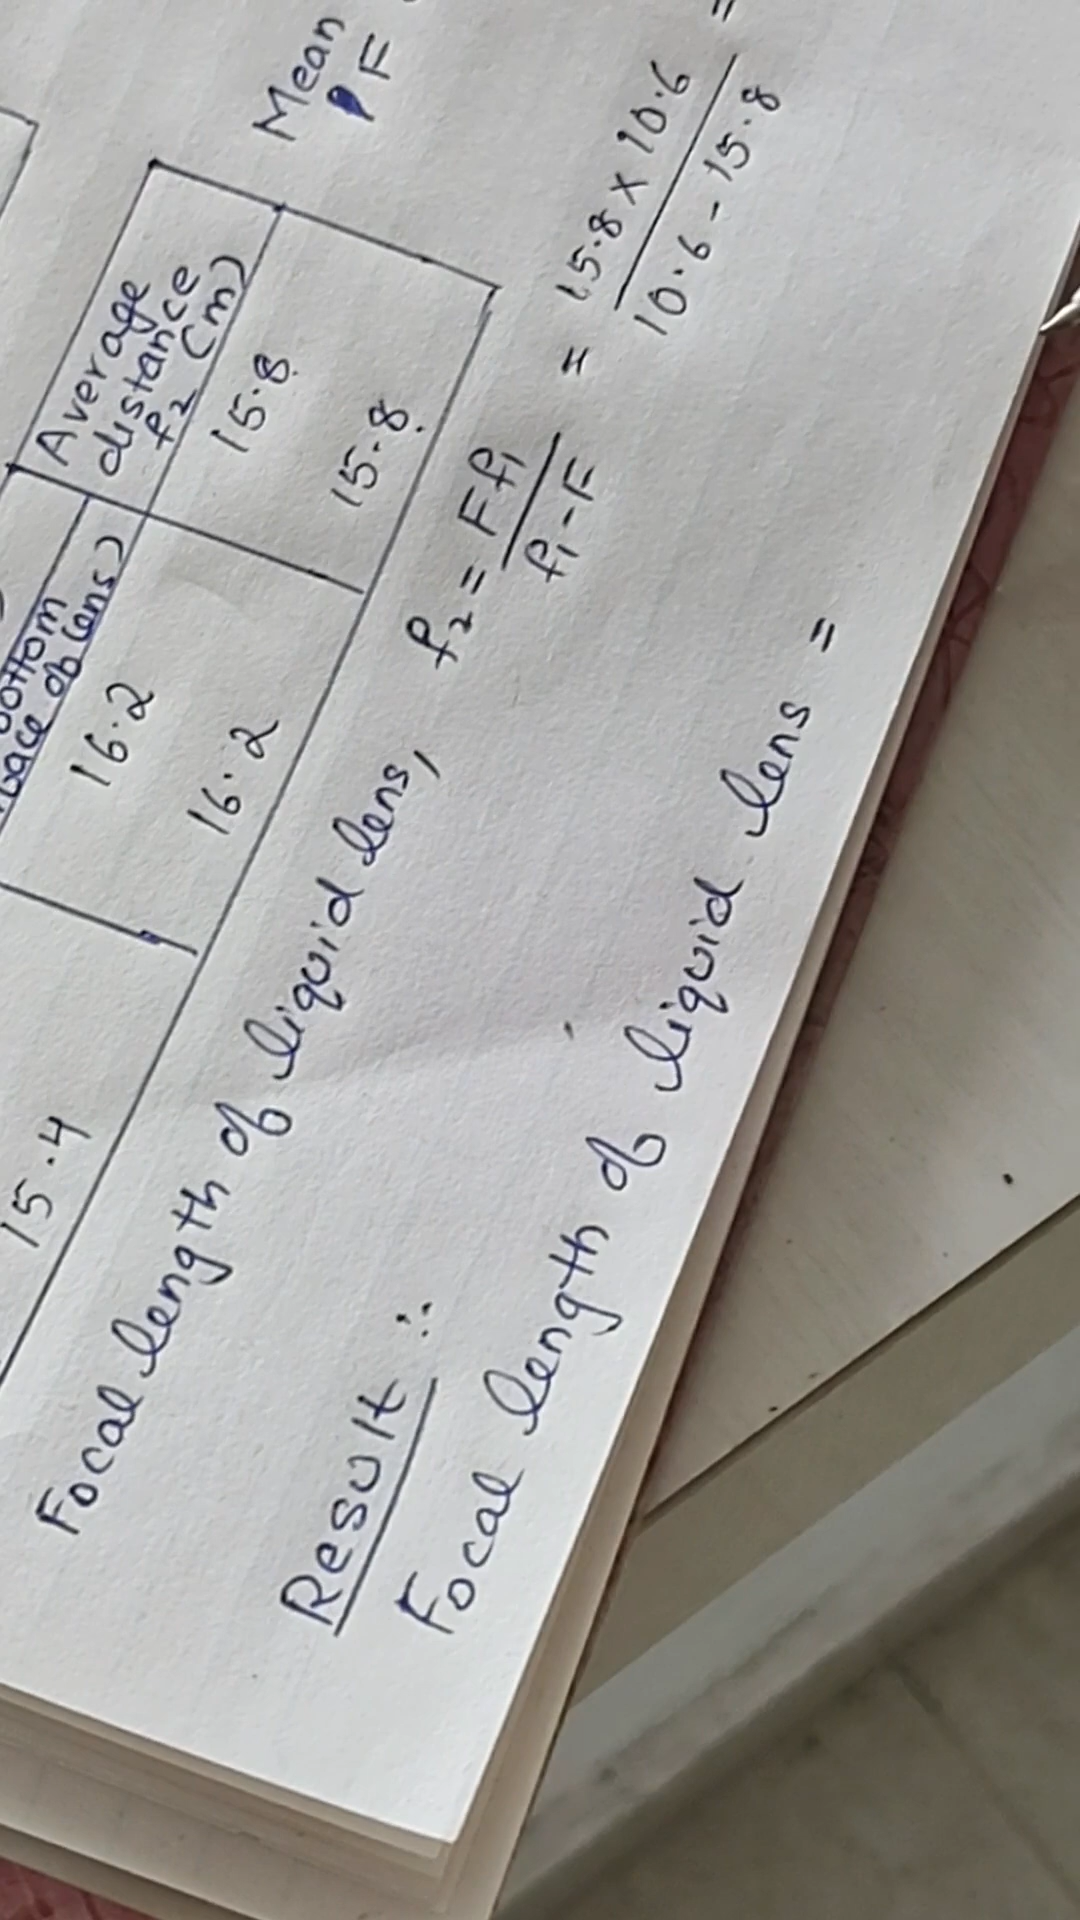 Average
distance
f2 (m)
bottom
face of lens)
15.4
16.2
15.8
16.2
15.8
Mean
F
Focal length of liquid lens, f2 = F f1 / f1 - F = 15.8 x 10.6 / 10.6 - 15.8 =
Result :
Focal length of liquid lens =